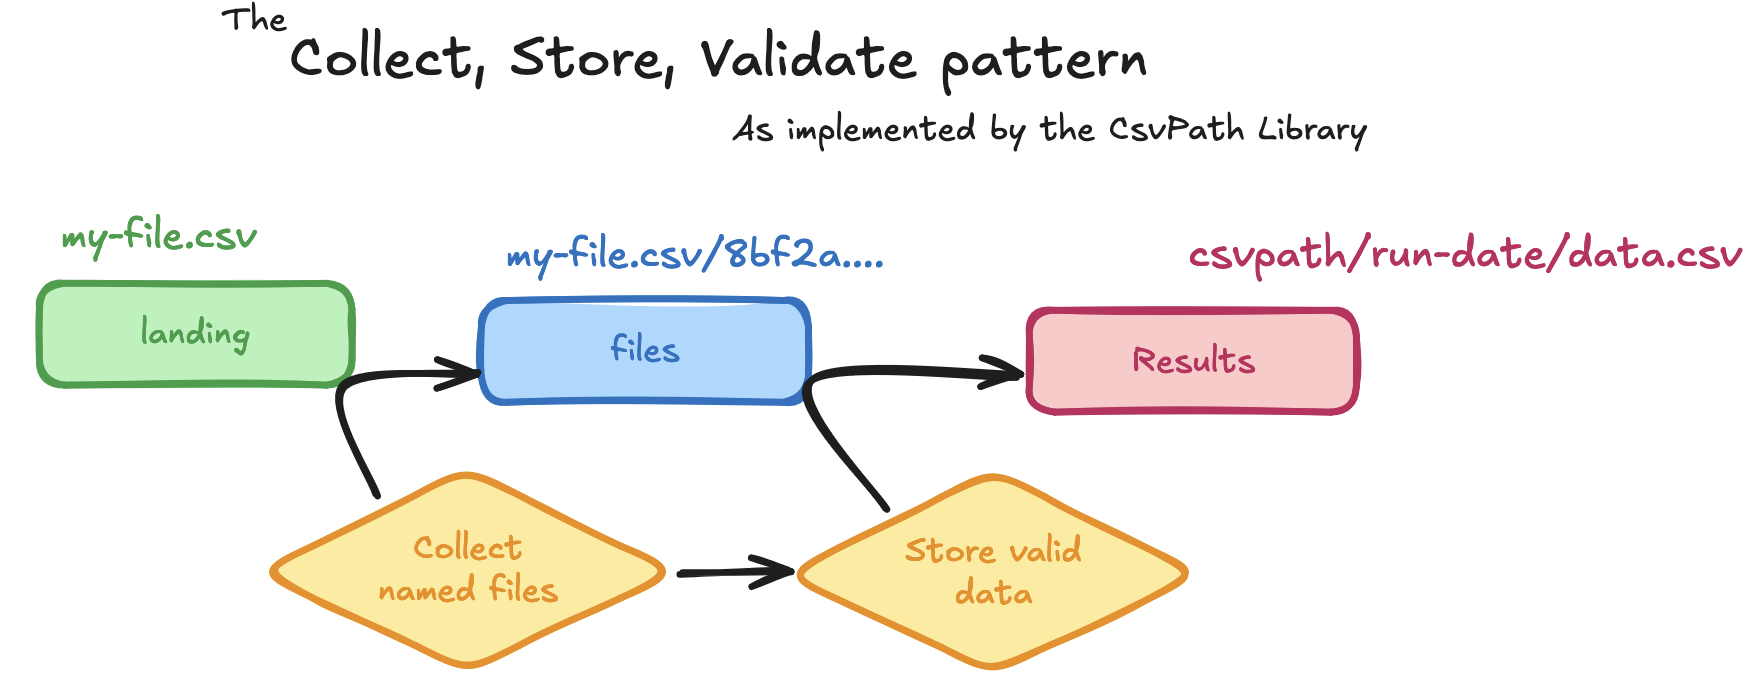 The
Collect, Store, Validate pattern
As implemented by the CsvPath Library
my-file.csv
my-file.csv/8bf2a....
csvpath/run-date/data.csv
landing
files
Results
Collect
named files
Store valid
data